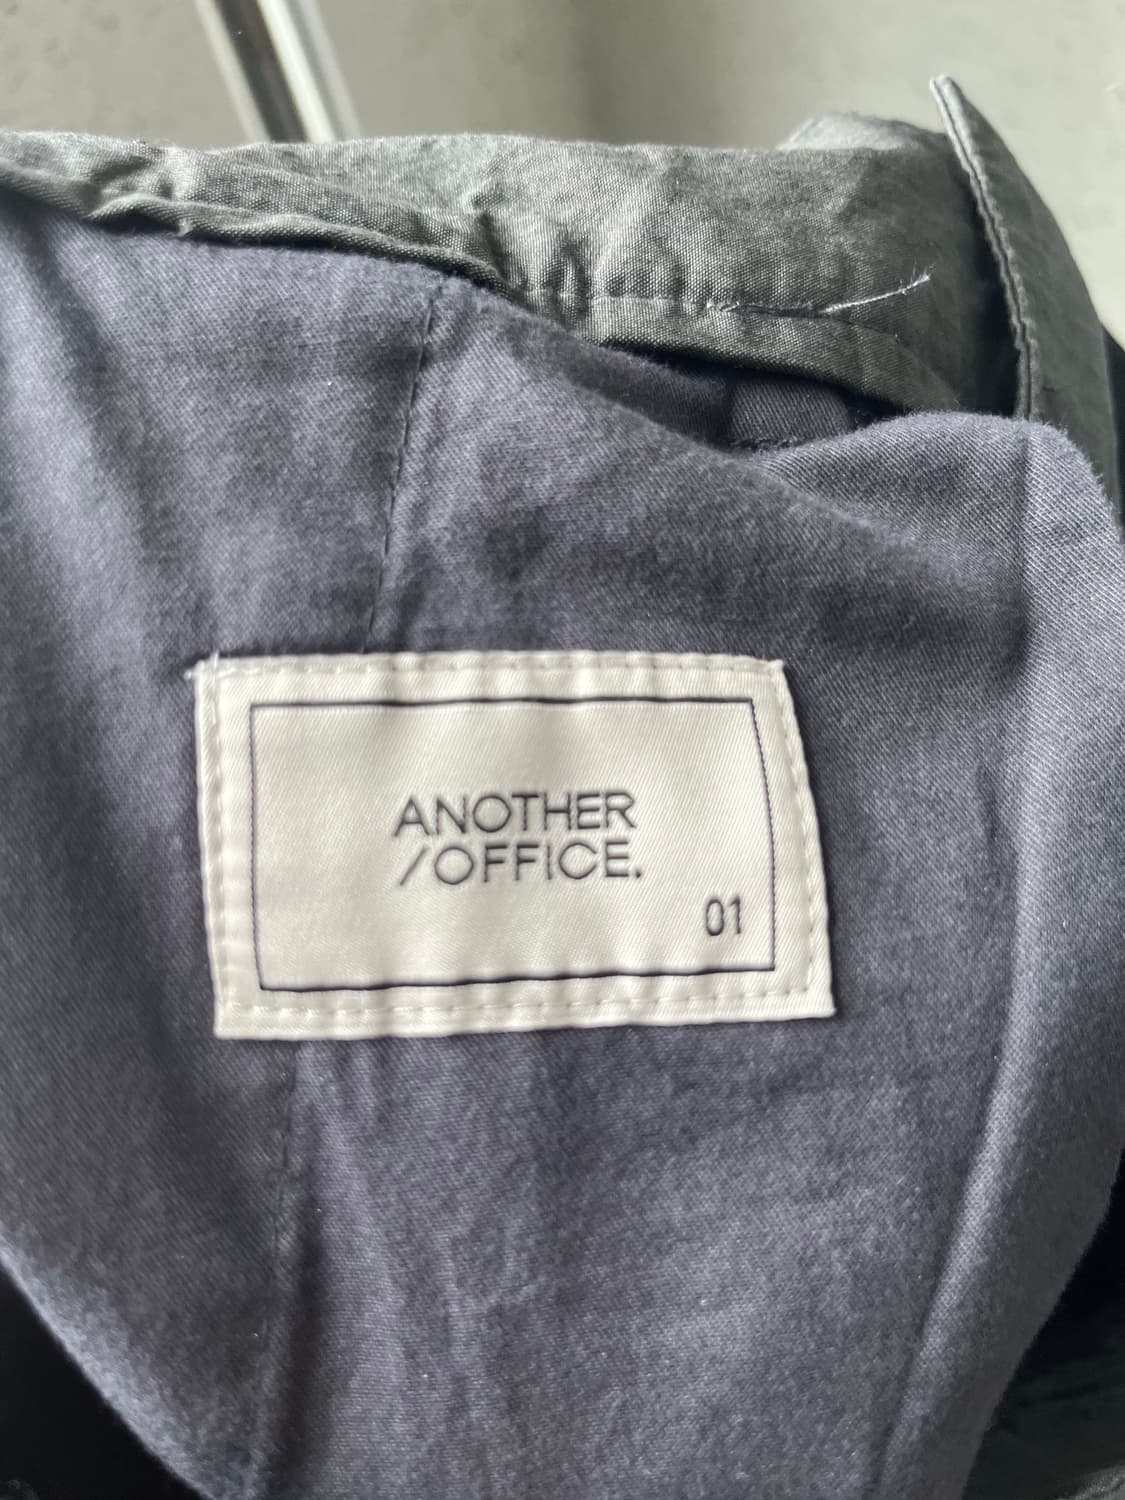 ANOTHER
/OFFICE.
01